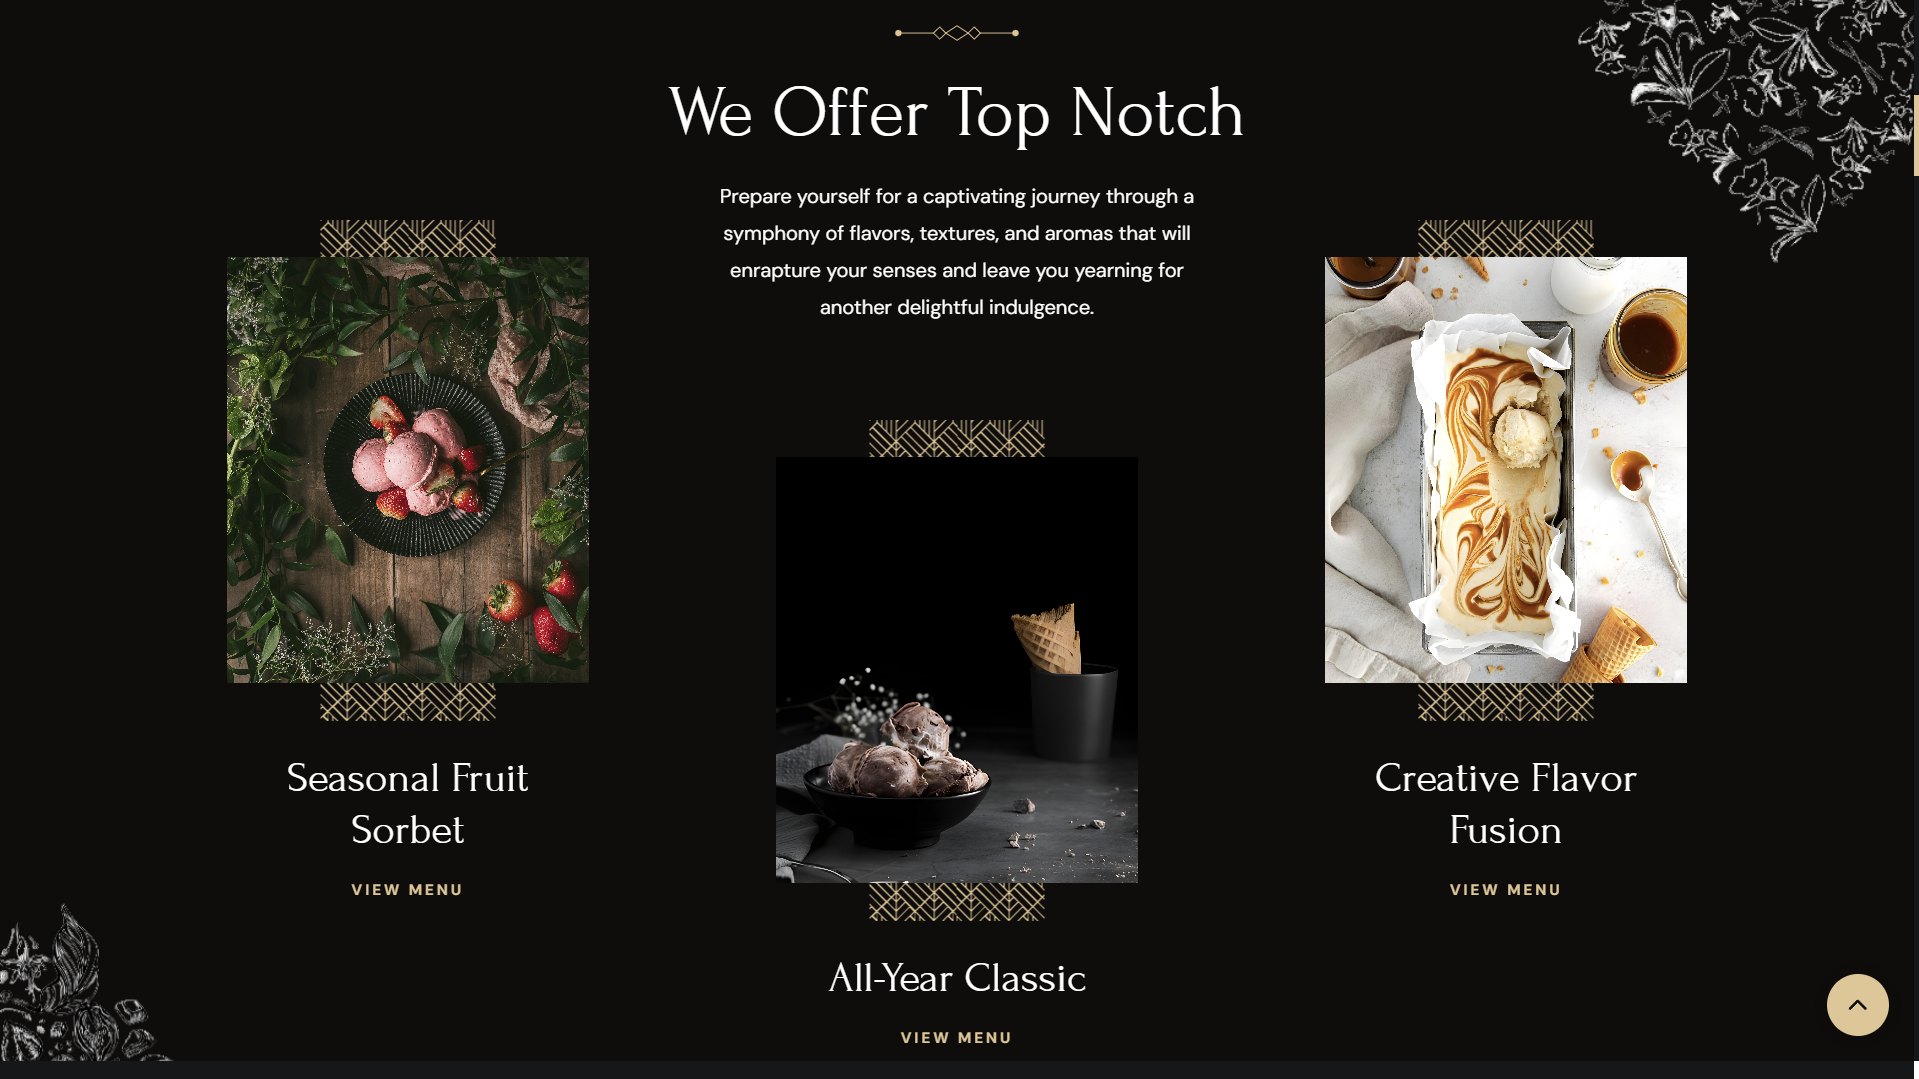 We Offer Top Notch
Prepare yourself for a captivating journey through a
symphony of flavors, textures, and aromas that will
enrapture your senses and leave you yearning for
another delightful indulgence.
Seasonal Fruit
Sorbet
VIEW MENU
All-Year Classic
VIEW MENU
Creative Flavor
Fusion
VIEW MENU